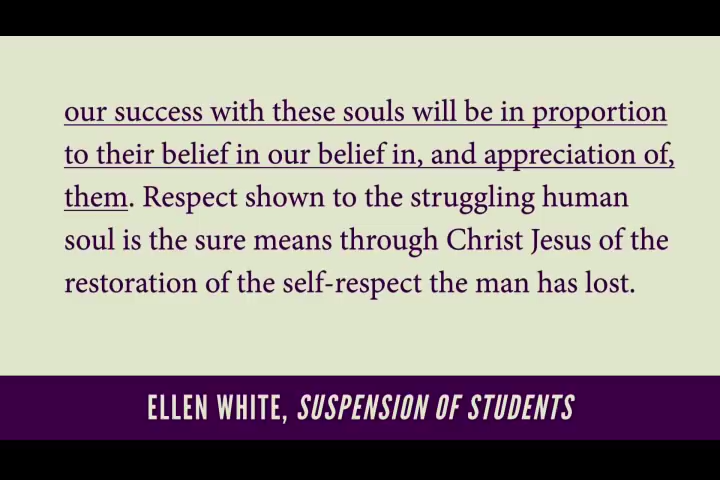 our success with these souls will be in proportion
to their belief in our belief in, and appreciation of,
them. Respect shown to the struggling human
soul is the sure means through Christ Jesus of the
restoration of the self-respect the man has lost.
ELLEN WHITE, SUSPENSION OF STUDENTS